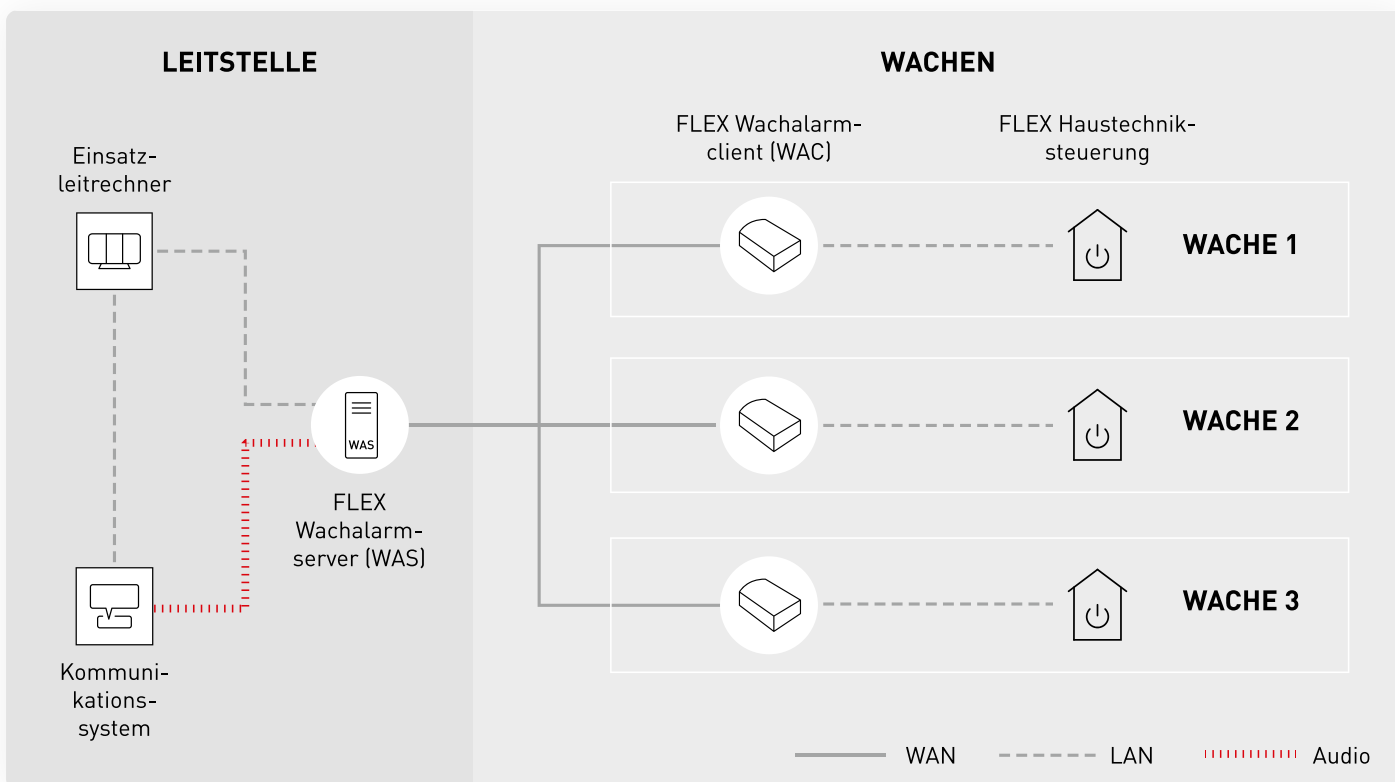 LEITSTELLE
Einsatz-
leitrechner
WAS
FLEX
Wachalarm-
server (WAS)
Kommuni-
kations-
system
WACHEN
FLEX Wachalarm-
client (WAC)
FLEX Haustechnik-
steuerung
WACHE 1
WACHE 2
WACHE 3
WAN
LAN
Audio